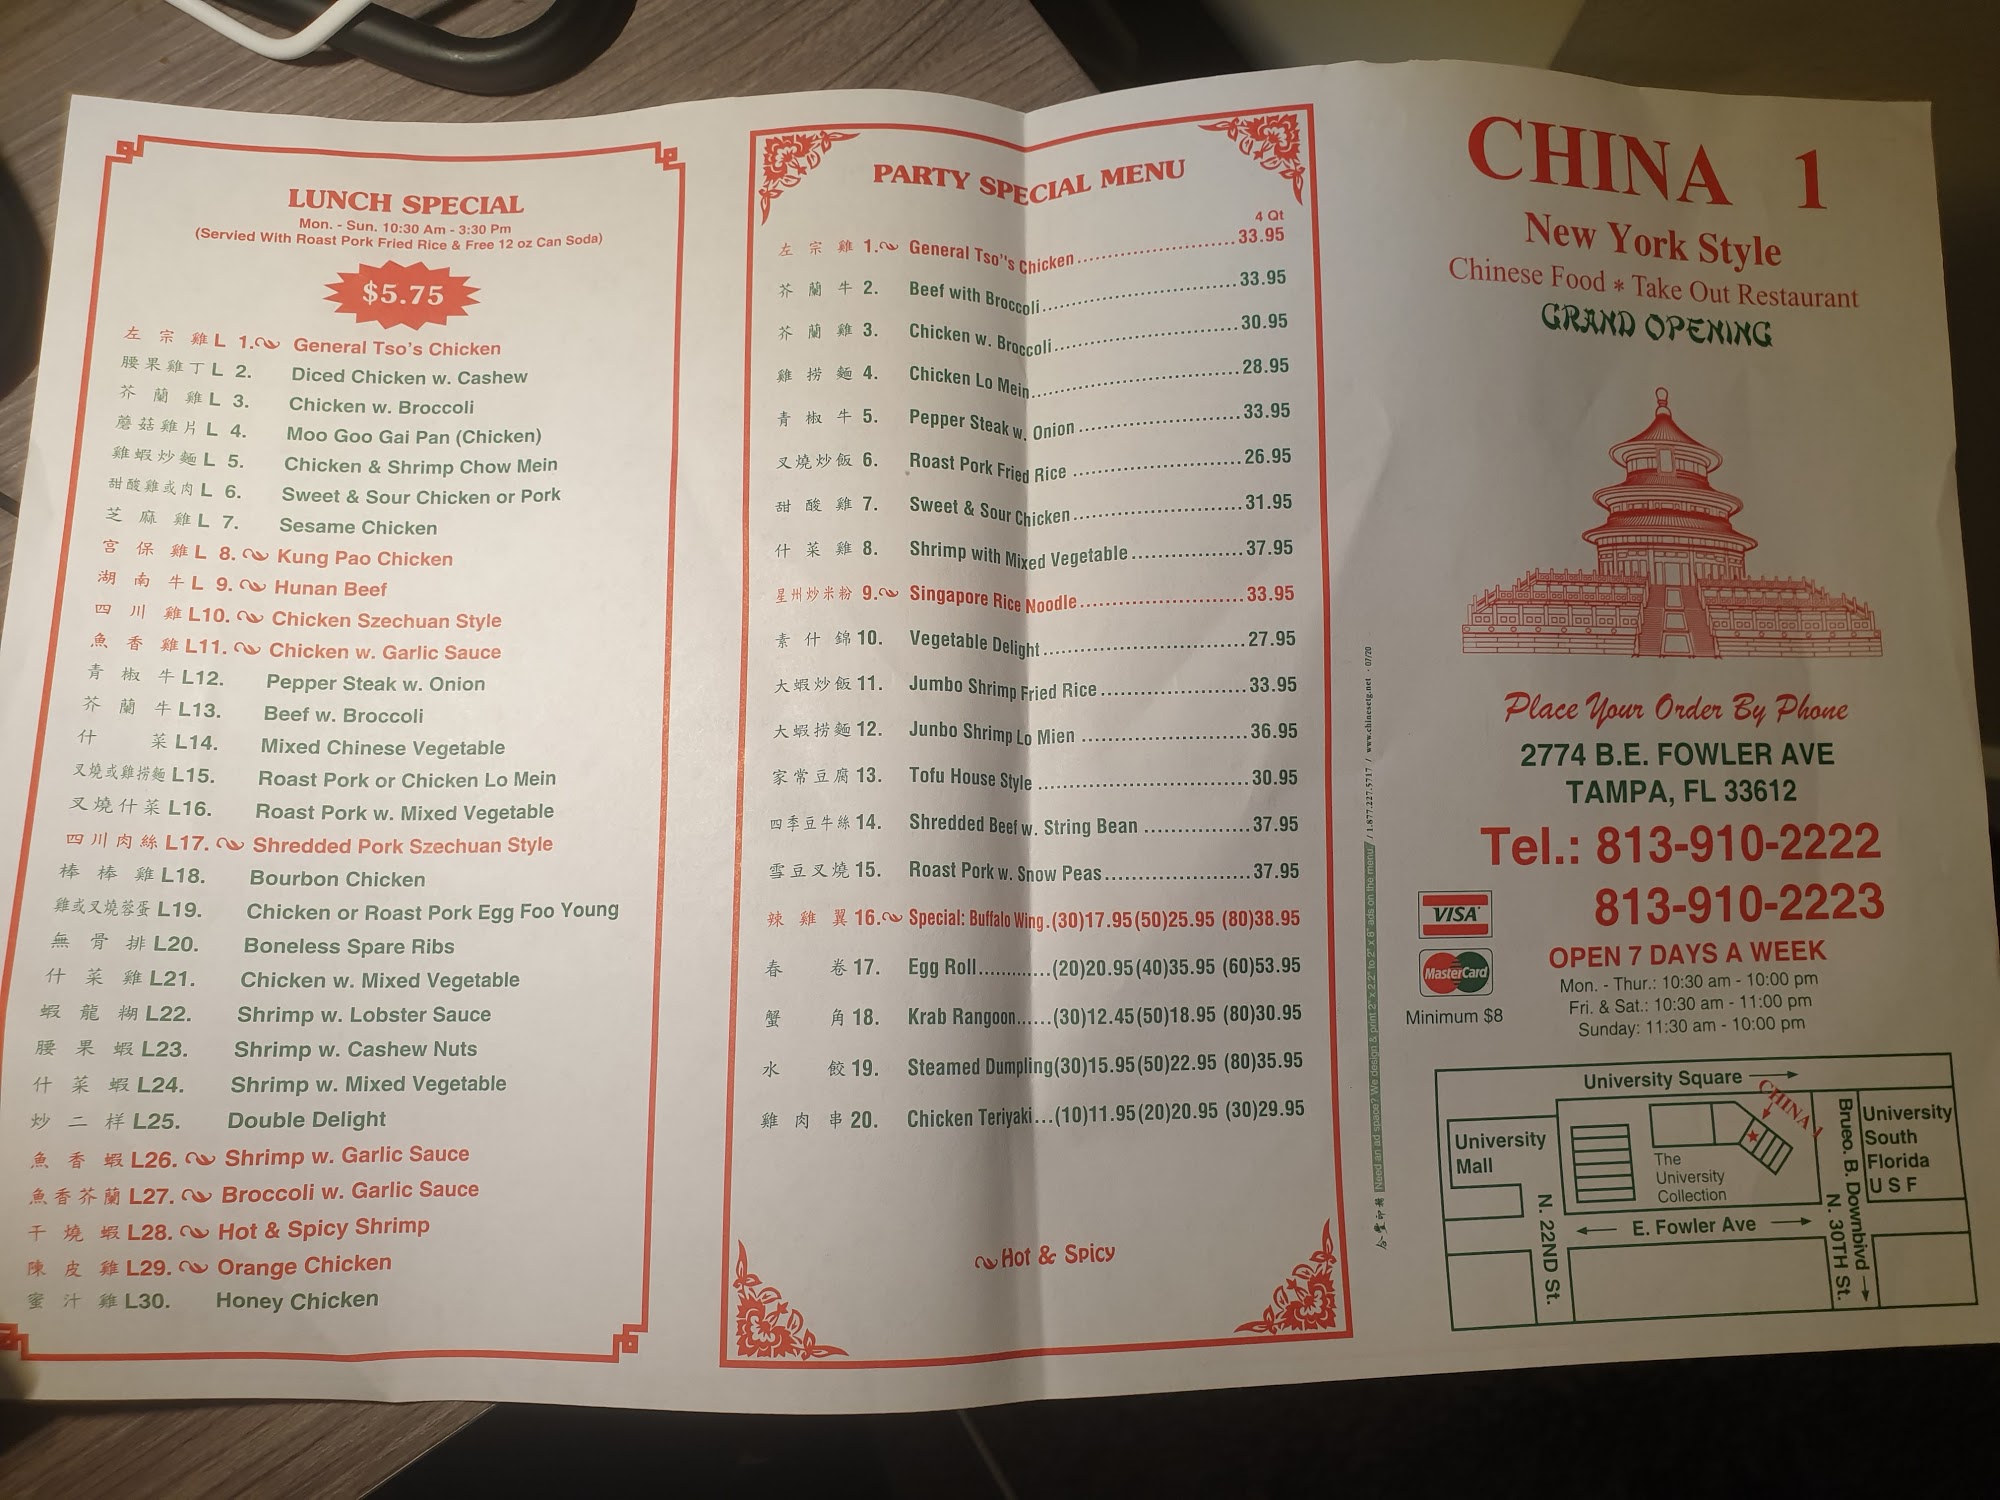 LUNCH SPECIAL
Mon. - Sun. 10:30 Am - 3:30 Pm
(Servied With Roast Pork Fried Rice & Free 12 oz Can Soda)
$5.75
左宗雞 L 1. General Tso's Chicken
腰果雞丁 L 2. Diced Chicken w. Cashew
芥蘭雞 L 3. Chicken w. Broccoli
蘑菇雞片 L 4. Moo Goo Gai Pan (Chicken)
雞蝦炒麵 L 5. Chicken & Shrimp Chow Mein
甜酸雞或肉 L 6. Sweet & Sour Chicken or Pork
芝麻雞 L 7. Sesame Chicken
宮保雞 L 8. Kung Pao Chicken
湖南牛 L 9. Hunan Beef
四川雞 L10. Chicken Szechuan Style
魚香雞 L11. Chicken w. Garlic Sauce
青椒牛 L12. Pepper Steak w. Onion
芥蘭牛 L13. Beef w. Broccoli
什菜 L14. Mixed Chinese Vegetable
叉燒或雞撈麵 L15. Roast Pork or Chicken Lo Mein
叉燒什菜 L16. Roast Pork w. Mixed Vegetable
四川肉絲 L17. Shredded Pork Szechuan Style
棒棒雞 L18. Bourbon Chicken
雞或叉燒蓉蛋 L19. Chicken or Roast Pork Egg Foo Young
無骨排 L20. Boneless Spare Ribs
什菜雞 L21. Chicken w. Mixed Vegetable
蝦龍糊 L22. Shrimp w. Lobster Sauce
腰果蝦 L23. Shrimp w. Cashew Nuts
什菜蝦 L24. Shrimp w. Mixed Vegetable
炒二样 L25. Double Delight
魚香蝦 L26. Shrimp w. Garlic Sauce
魚香芥蘭 L27. Broccoli w. Garlic Sauce
干燒蝦 L28. Hot & Spicy Shrimp
陳皮雞 L29. Orange Chicken
蜜汁雞 L30. Honey Chicken
PARTY SPECIAL MENU
4 Qt
左宗雞 1. General Tso''s Chicken..........33.95
芥蘭牛 2. Beef with Broccoli..........33.95
芥蘭雞 3. Chicken w. Broccoli..........30.95
雞撈麵 4. Chicken Lo Mein..........28.95
青椒牛 5. Pepper Steak w. Onion..........33.95
叉燒炒飯 6. Roast Pork Fried Rice..........26.95
甜酸雞 7. Sweet & Sour Chicken..........31.95
什菜雞 8. Shrimp with Mixed Vegetable..........37.95
星州炒米粉 9. Singapore Rice Noodle..........33.95
素什錦 10. Vegetable Delight..........27.95
大蝦炒飯 11. Jumbo Shrimp Fried Rice..........33.95
大蝦撈麵 12. Junbo Shrimp Lo Mien..........36.95
家常豆腐 13. Tofu House Style..........30.95
四季豆牛絲 14. Shredded Beef w. String Bean..........37.95
雪豆叉燒 15. Roast Pork w. Snow Peas..........37.95
辣雞翼 16. Special: Buffalo Wing.(30)17.95(50)25.95 (80)38.95
春卷 17. Egg Roll............(20)20.95(40)35.95 (60)53.95
蟹角 18. Krab Rangoon......(30)12.45(50)18.95 (80)30.95
水餃 19. Steamed Dumpling(30)15.95(50)22.95 (80)35.95
雞肉串 20. Chicken Teriyaki...(10)11.95(20)20.95 (30)29.95
Hot & Spicy
Need an ad space? We design & print 2" x 2.2" to 2" x 8" ads on the menu / 1.877.227.5717 / www.chinesetg.net · 07/20
CHINA 1
New York Style
Chinese Food * Take Out Restaurant
GRAND OPENING
Place Your Order By Phone
2774 B.E. FOWLER AVE
TAMPA, FL 33612
Tel.: 813-910-2222
813-910-2223
VISA
MasterCard
Minimum $8
OPEN 7 DAYS A WEEK
Mon. - Thur.: 10:30 am - 10:00 pm
Fri. & Sat.: 10:30 am - 11:00 pm
Sunday: 11:30 am - 10:00 pm
University Square
CHINA 1
University
Mall
The
University
Collection
University
South
Florida
U S F
N. 22ND St.
E. Fowler Ave
N. 30TH St.
Brueo. B. Downbivd